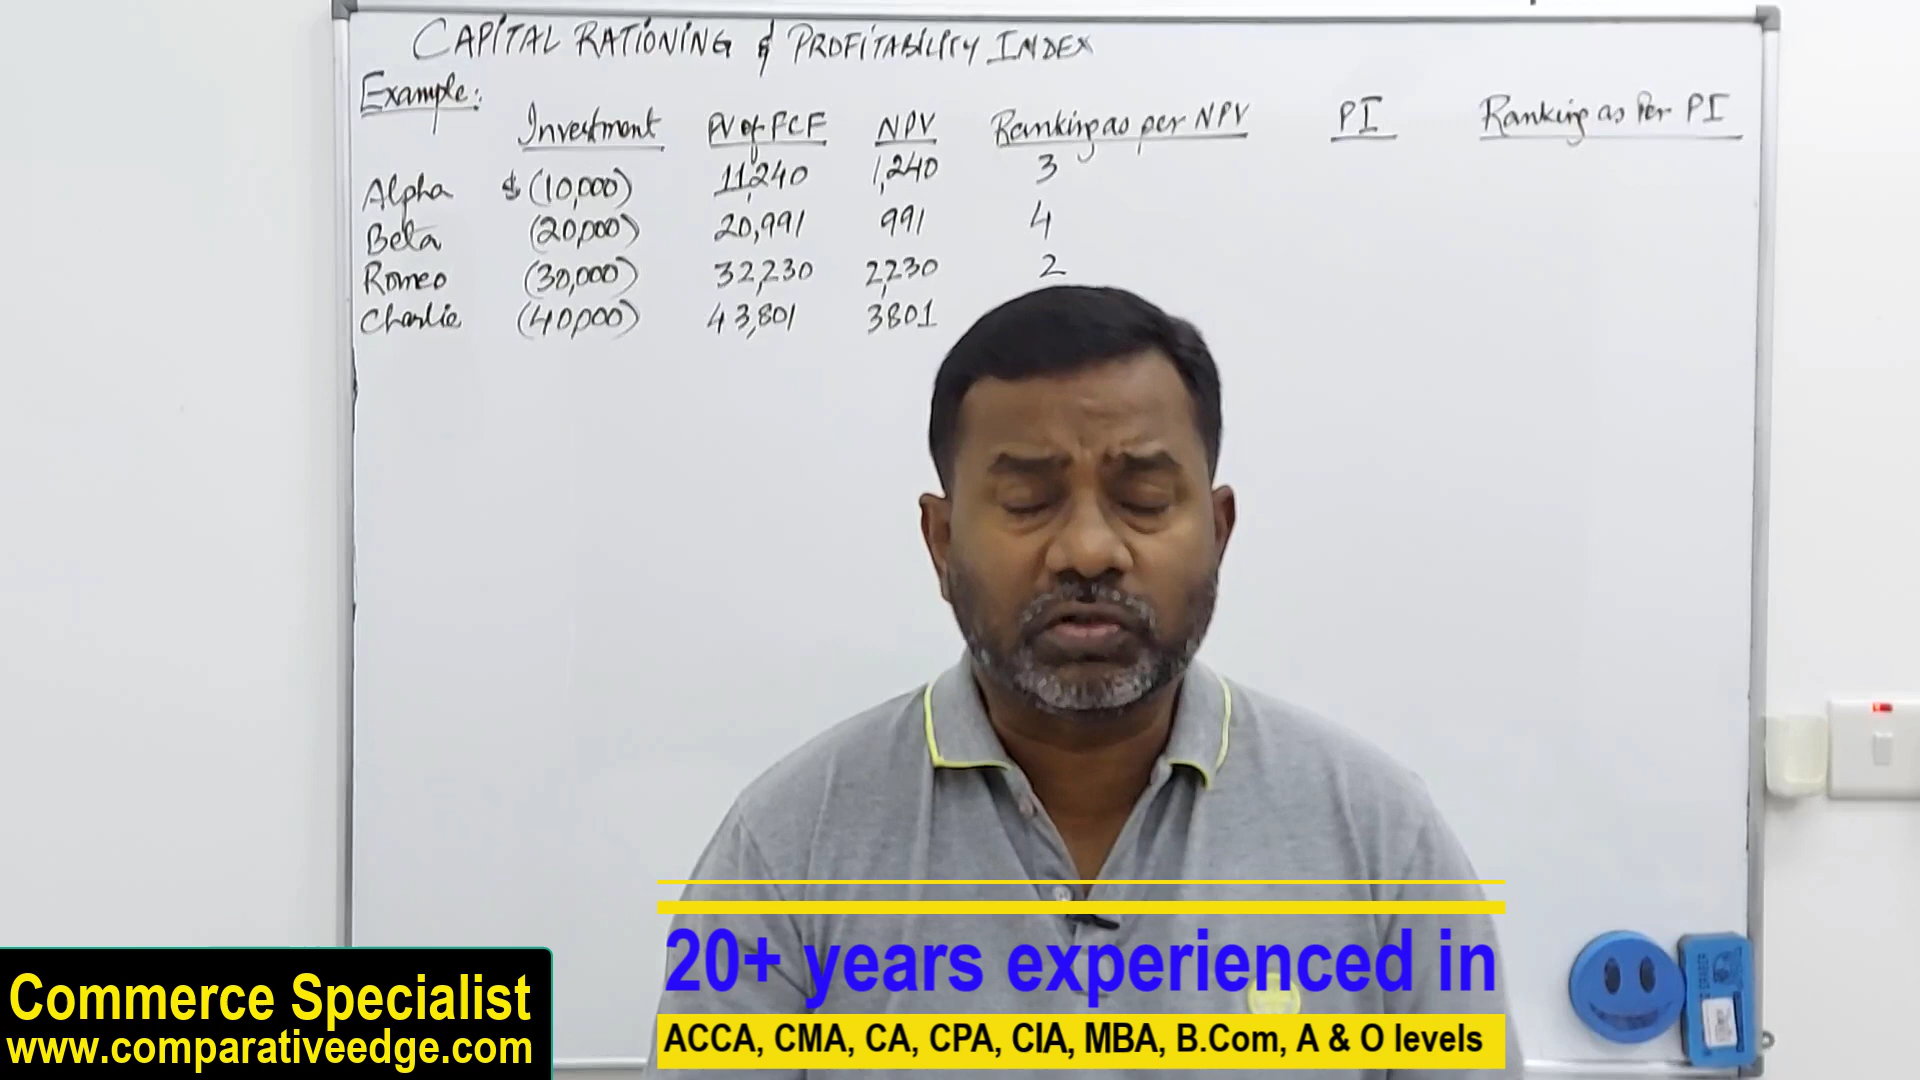 CAPITAL RATIONING & PROFITABILITY INDEX
Example:
Investment PV of FCF NPV Ranking as per NPV PI Ranking as Per PI
Alpha $ (10,000) 11,240 1,240 3
Beta (20,000) 20,991 991 4
Romeo (30,000) 32,230 2,230 2
Charlie (40,000) 43,801 3801
20+ years experienced in
ACCA, CMA, CA, CPA, CIA, MBA, B.Com, A & O levels
Commerce Specialist
www.comparativeedge.com